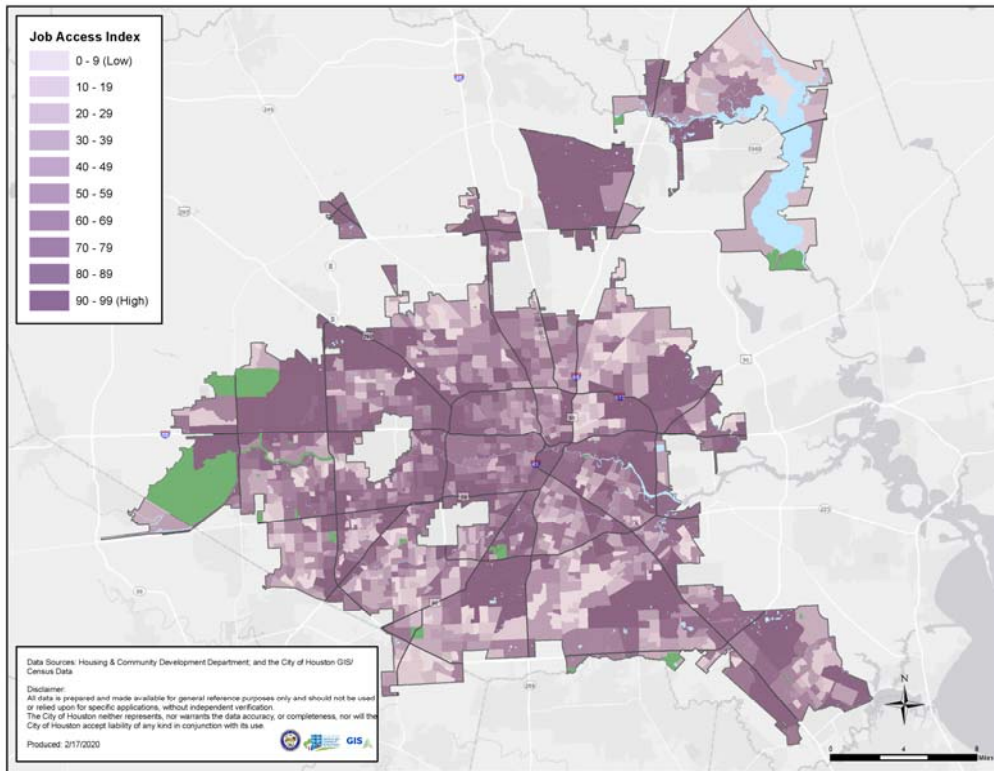 Job Access Index
0 - 9 (Low)
10 - 19
20 - 29
30 - 39
40 - 49
50 - 59
60 - 69
70 - 79
80 - 89
90 - 99 (High)
Data Sources: Housing & Community Development Department; and the City of Houston GIS/
Census Data
Disclaimer:
All data is prepared and made available for general reference purposes only and should not be used
or relied upon for specific applications, without independent verification.
The City of Houston neither represents, nor warrants the data accuracy, or completeness, nor will the
City of Houston accept liability of any kind in conjunction with its use.
Produced: 2/17/2020
GIS
N
0 4 8
Miles